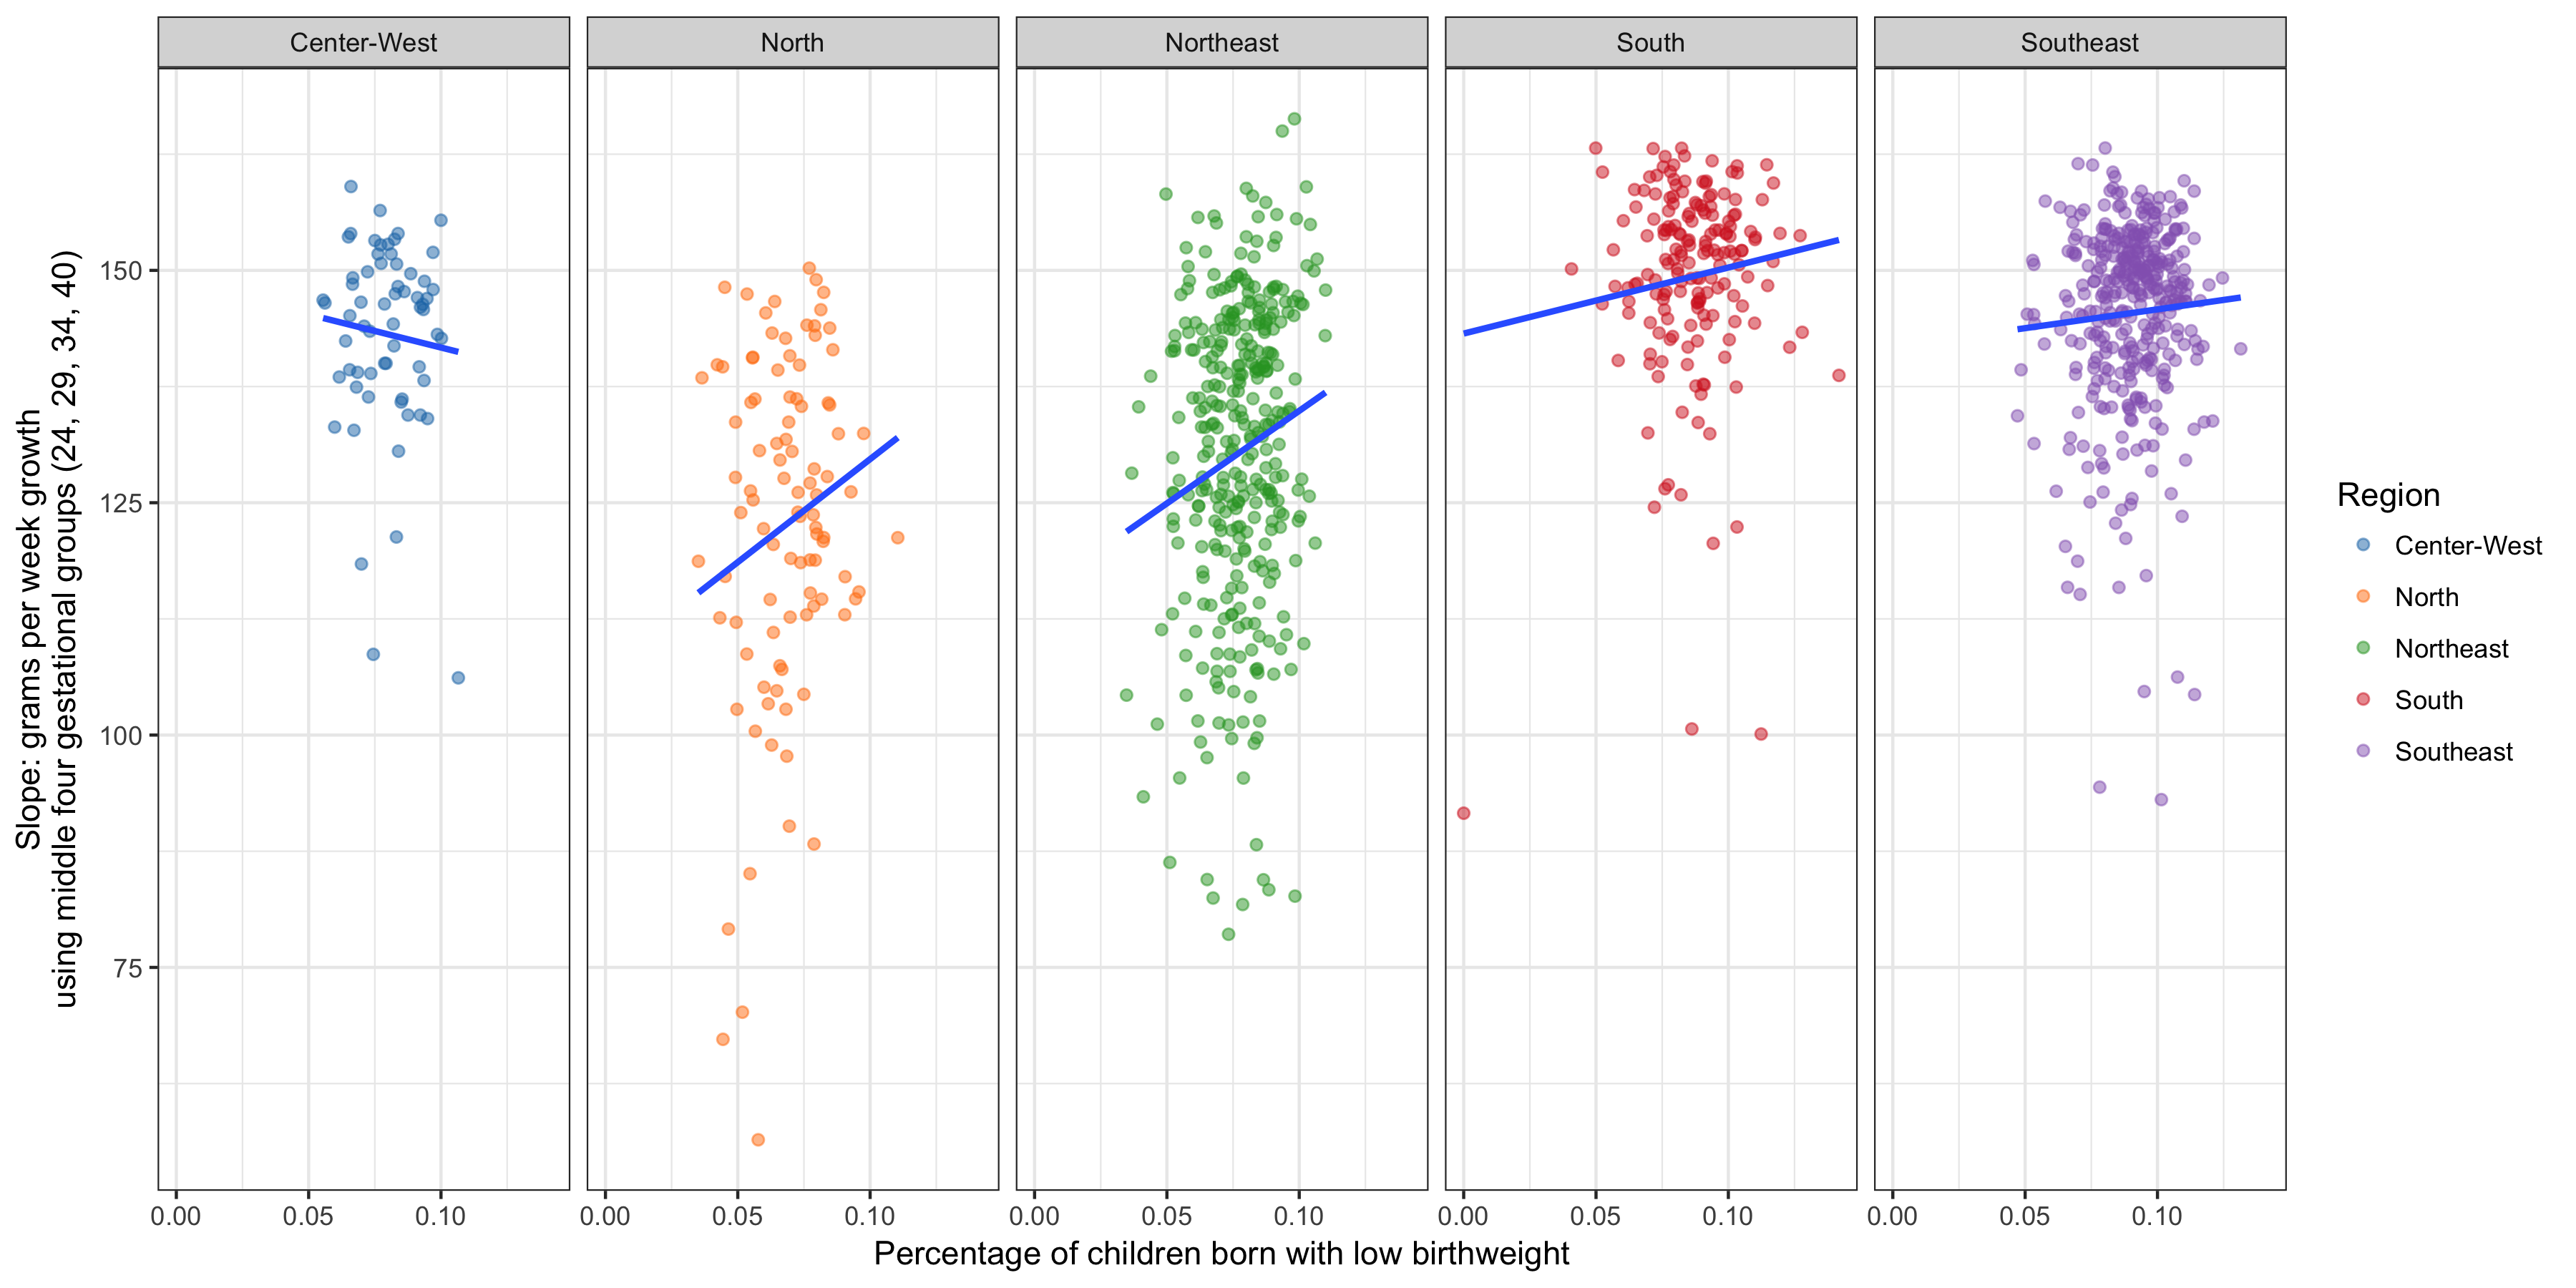 Center-West
North
Northeast
South
Southeast
Slope: grams per week growth
using middle four gestational groups (24, 29, 34, 40)
150
125
100
75
0.00 0.05 0.10
0.00 0.05 0.10
0.00 0.05 0.10
0.00 0.05 0.10
0.00 0.05 0.10
Percentage of children born with low birthweight
Region
Center-West
North
Northeast
South
Southeast